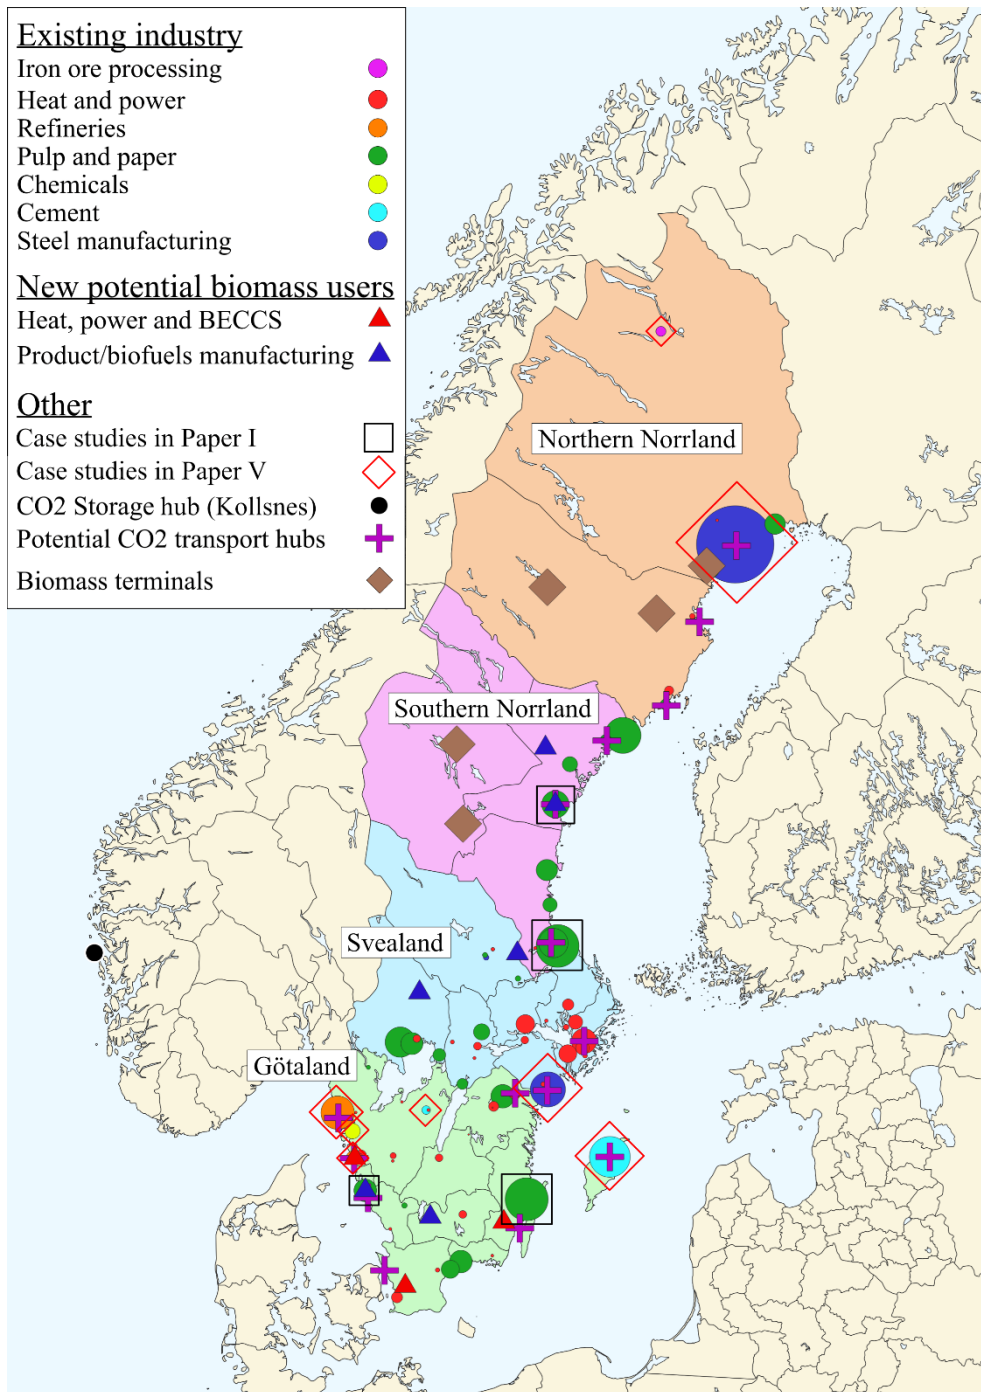 Existing industry
Iron ore processing
Heat and power
Refineries
Pulp and paper
Chemicals
Cement
Steel manufacturing
New potential biomass users
Heat, power and BECCS
Product/biofuels manufacturing
Other
Case studies in Paper I
Case studies in Paper V
CO2 Storage hub (Kollsnes)
Potential CO2 transport hubs
Biomass terminals
Northern Norrland
Southern Norrland
Svealand
Götaland